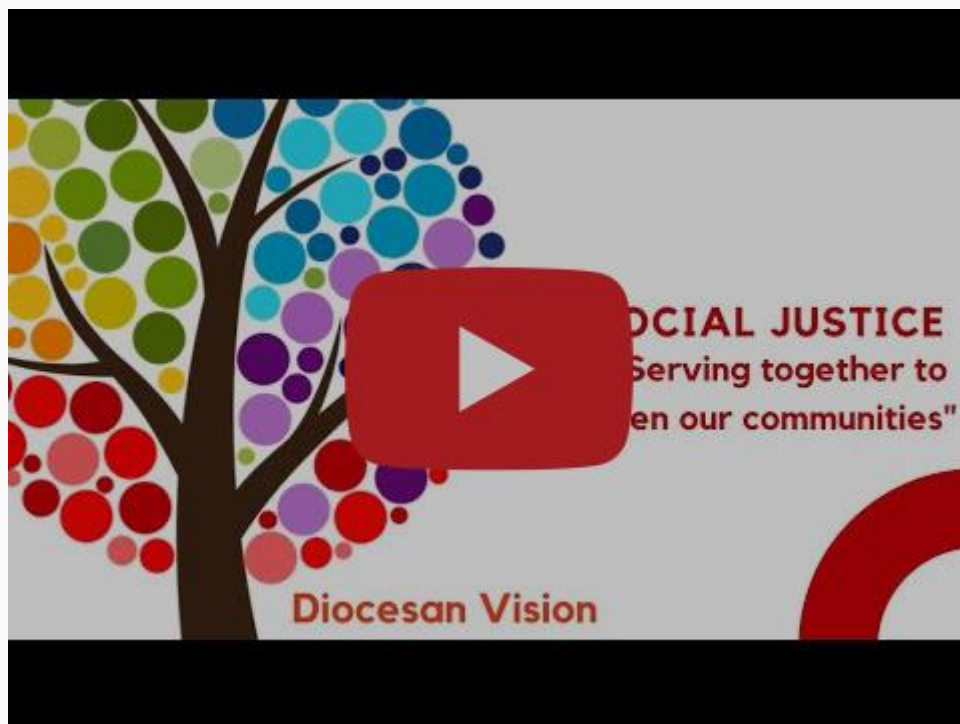 OCIAL JUSTICE
Serving together to
en our communities"
Diocesan Vision